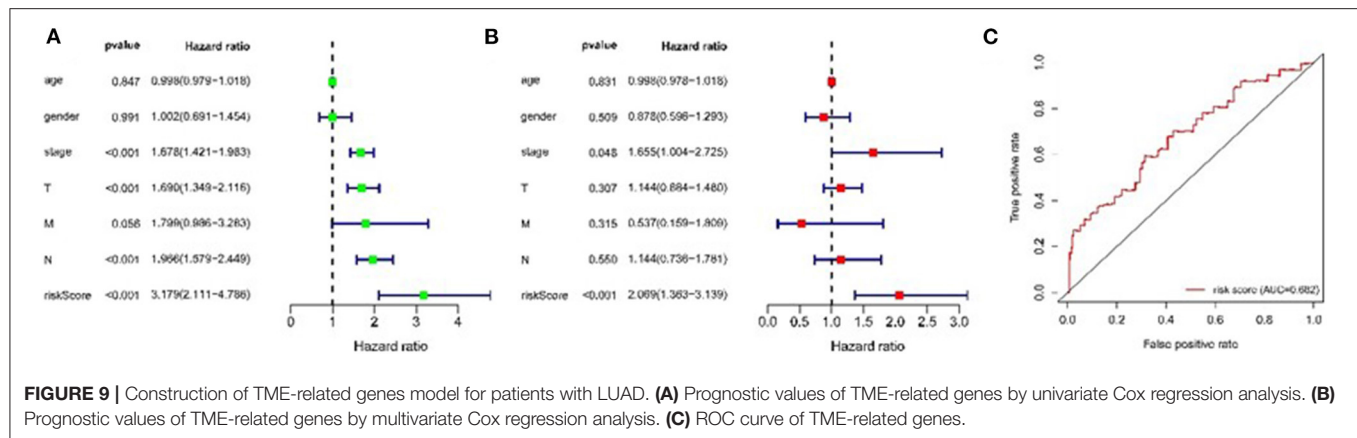 A
pvalue Hazard ratio
age 0.847 0.998(0.979−1.018)
gender 0.991 1.002(0.691−1.454)
stage <0.001 1.678(1.421−1.983)
T <0.001 1.690(1.349−2.116)
M 0.056 1.799(0.986−3.283)
N <0.001 1.966(1.579−2.449)
riskScore <0.001 3.179(2.111−4.786)
0 1 2 3 4
Hazard ratio
B
pvalue Hazard ratio
age 0.831 0.998(0.978−1.018)
gender 0.509 0.878(0.596−1.293)
stage 0.048 1.655(1.004−2.725)
T 0.307 1.144(0.884−1.480)
M 0.315 0.537(0.159−1.809)
N 0.550 1.144(0.736−1.781)
riskScore <0.001 2.069(1.363−3.139)
0.0 0.5 1.0 1.5 2.0 2.5 3.0
Hazard ratio
C
True positive rate
1.0
0.8
0.6
0.4
0.2
0.0
risk score (AUC=0.682)
0.0 0.2 0.4 0.6 0.8 1.0
False positive rate
FIGURE 9 | Construction of TME-related genes model for patients with LUAD. (A) Prognostic values of TME-related genes by univariate Cox regression analysis. (B)
Prognostic values of TME-related genes by multivariate Cox regression analysis. (C) ROC curve of TME-related genes.